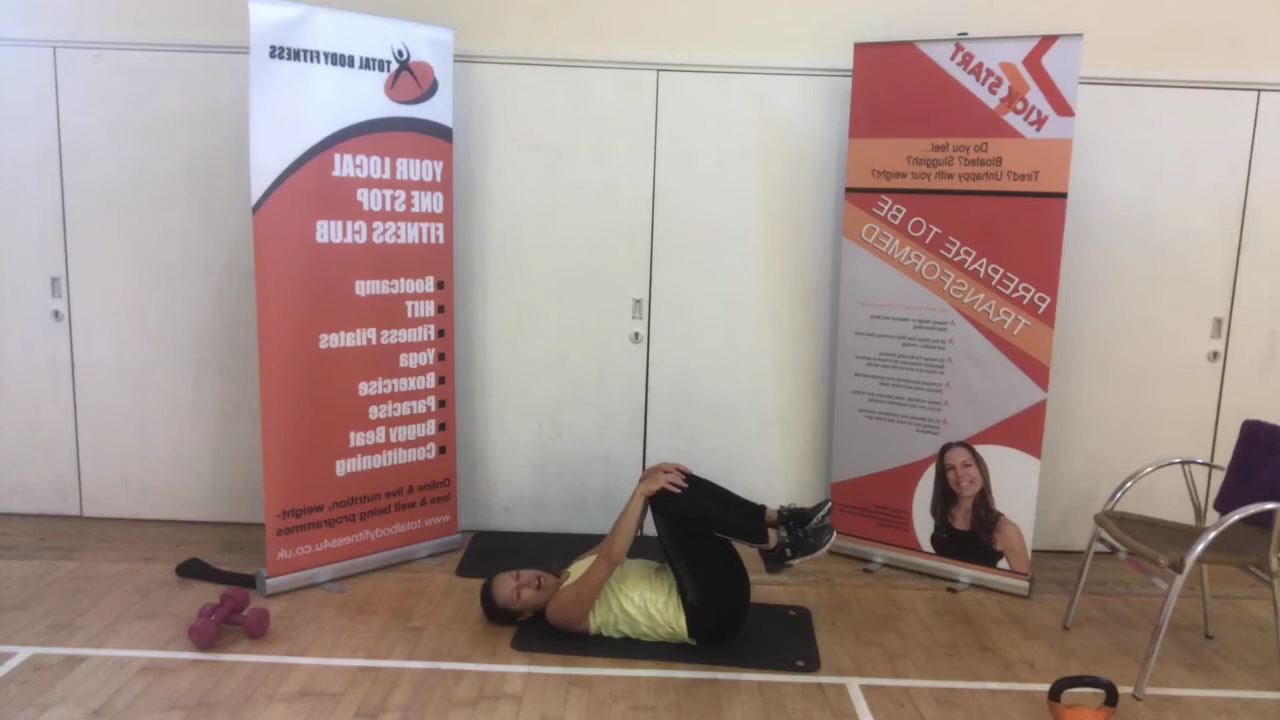 TOTAL BODY FITNESS
YOUR LOCAL
ONE STOP
FITNESS CLUB
Bootcamp
HIIT
Fitness Pilates
Yoga
Boxercise
Paracise
Buggy Beat
Conditioning
Online & live nutrition, weight-
loss & well being programmes
www.totalbodyfitness4u.co.uk
KICK START
Do you feel...
Bloated? Sluggish?
Tired? Unhappy with your weight?
PREPARE TO BE
TRANSFORMED